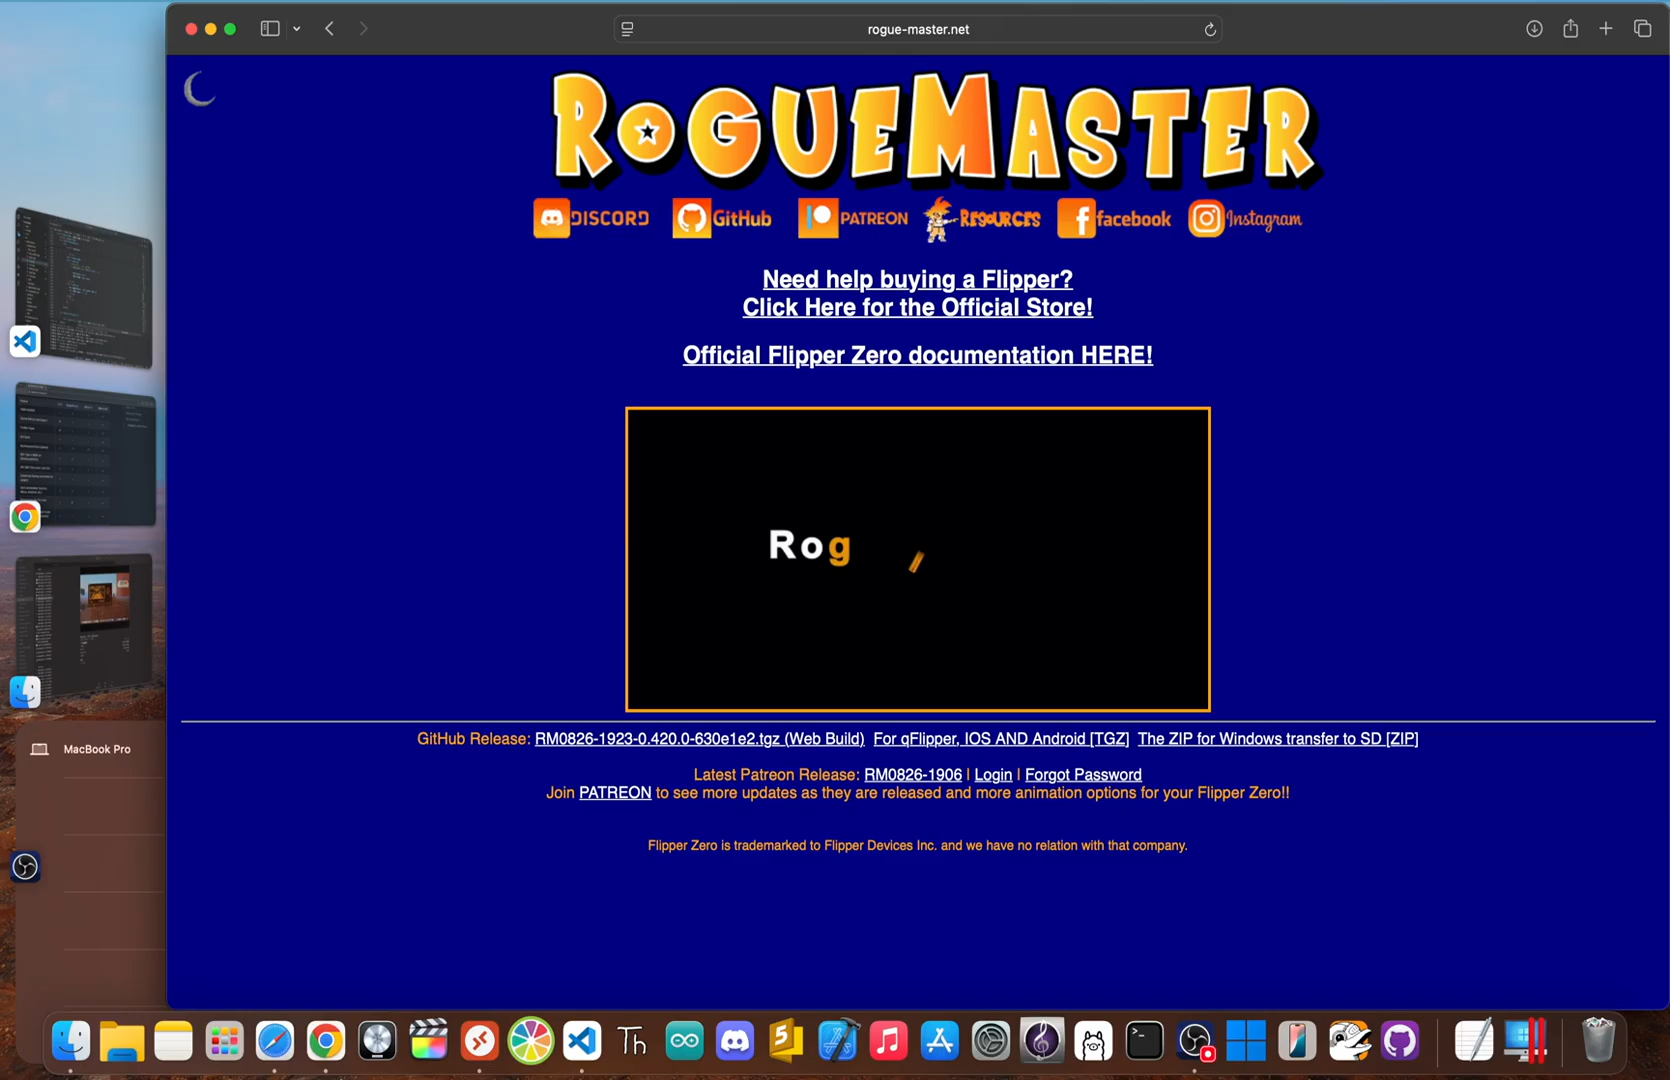 rogue-master.net
ROGUEMASTER
DISCORD GitHub PATREON RESOURCES facebook Instagram
Need help buying a Flipper?
Click Here for the Official Store!
Official Flipper Zero documentation HERE!
Rog
GitHub Release: RM0826-1923-0.420.0-630e1e2.tgz (Web Build) For qFlipper, IOS AND Android [TGZ] The ZIP for Windows transfer to SD [ZIP]
MacBook Pro
Latest Patreon Release: RM0826-1906 | Login | Forgot Password
Join PATREON to see more updates as they are released and more animation options for your Flipper Zero!!
Flipper Zero is trademarked to Flipper Devices Inc. and we have no relation with that company.
Th
5